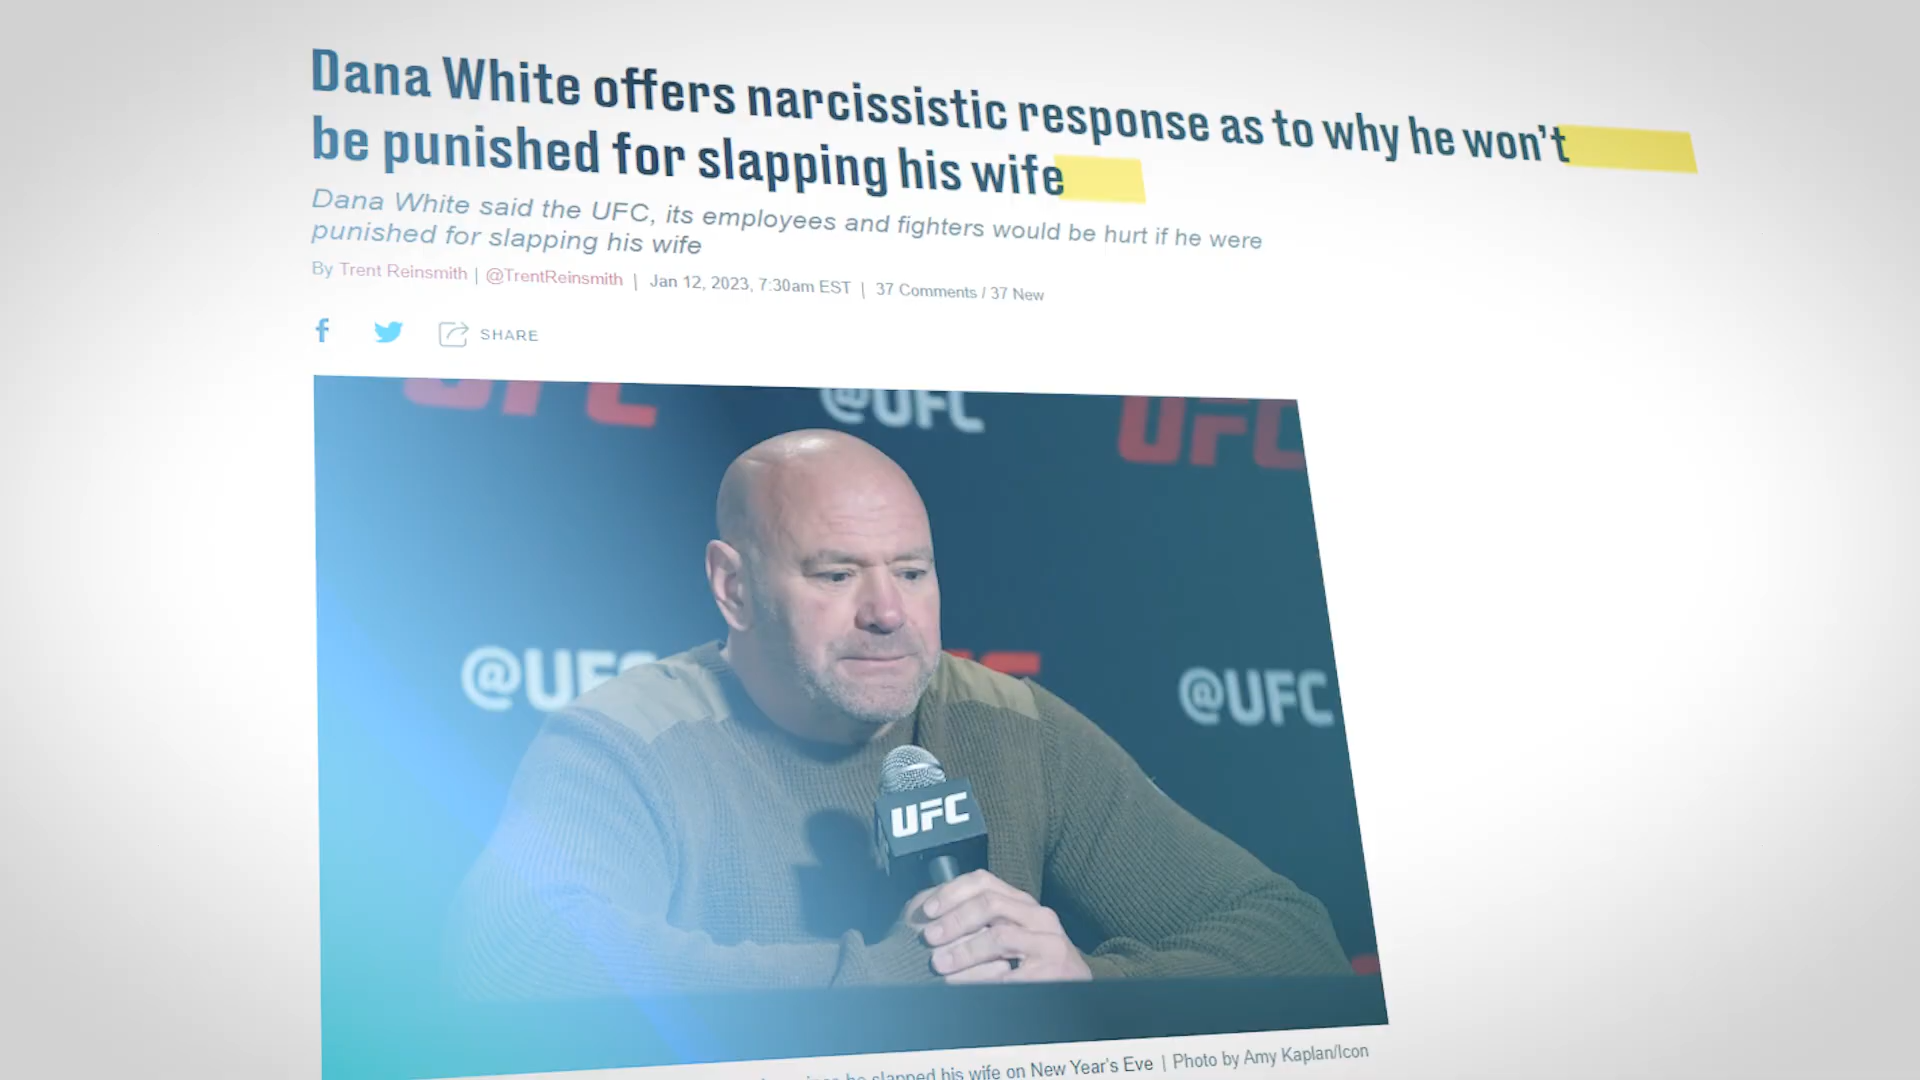 Dana White offers narcissistic response as to why he won't
be punished for slapping his wife
Dana White said the UFC, its employees and fighters would be hurt if he were
punished for slapping his wife
By Trent Reinsmith | @TrentReinsmith | Jan 12, 2023, 7:30am EST | 37 Comments / 37 New
SHARE
UFC @UFC UFC
@UFC @UFC
UFC
he slapped his wife on New Year's Eve | Photo by Amy Kaplan/Icon